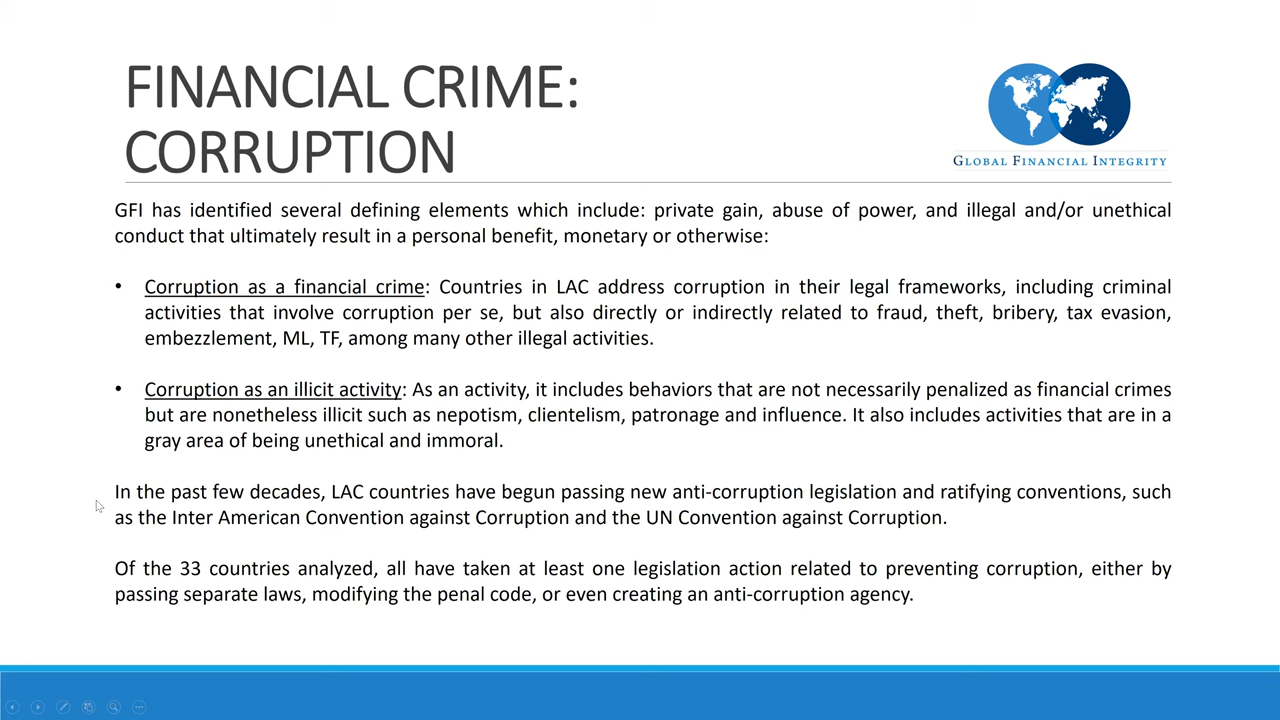 FINANCIAL CRIME:
CORRUPTION
GLOBAL FINANCIAL INTEGRITY
GFI has identified several defining elements which include: private gain, abuse of power, and illegal and/or unethical
conduct that ultimately result in a personal benefit, monetary or otherwise:
• Corruption as a financial crime: Countries in LAC address corruption in their legal frameworks, including criminal
activities that involve corruption per se, but also directly or indirectly related to fraud, theft, bribery, tax evasion,
embezzlement, ML, TF, among many other illegal activities.
• Corruption as an illicit activity: As an activity, it includes behaviors that are not necessarily penalized as financial crimes
but are nonetheless illicit such as nepotism, clientelism, patronage and influence. It also includes activities that are in a
gray area of being unethical and immoral.
In the past few decades, LAC countries have begun passing new anti-corruption legislation and ratifying conventions, such
as the Inter American Convention against Corruption and the UN Convention against Corruption.
Of the 33 countries analyzed, all have taken at least one legislation action related to preventing corruption, either by
passing separate laws, modifying the penal code, or even creating an anti-corruption agency.